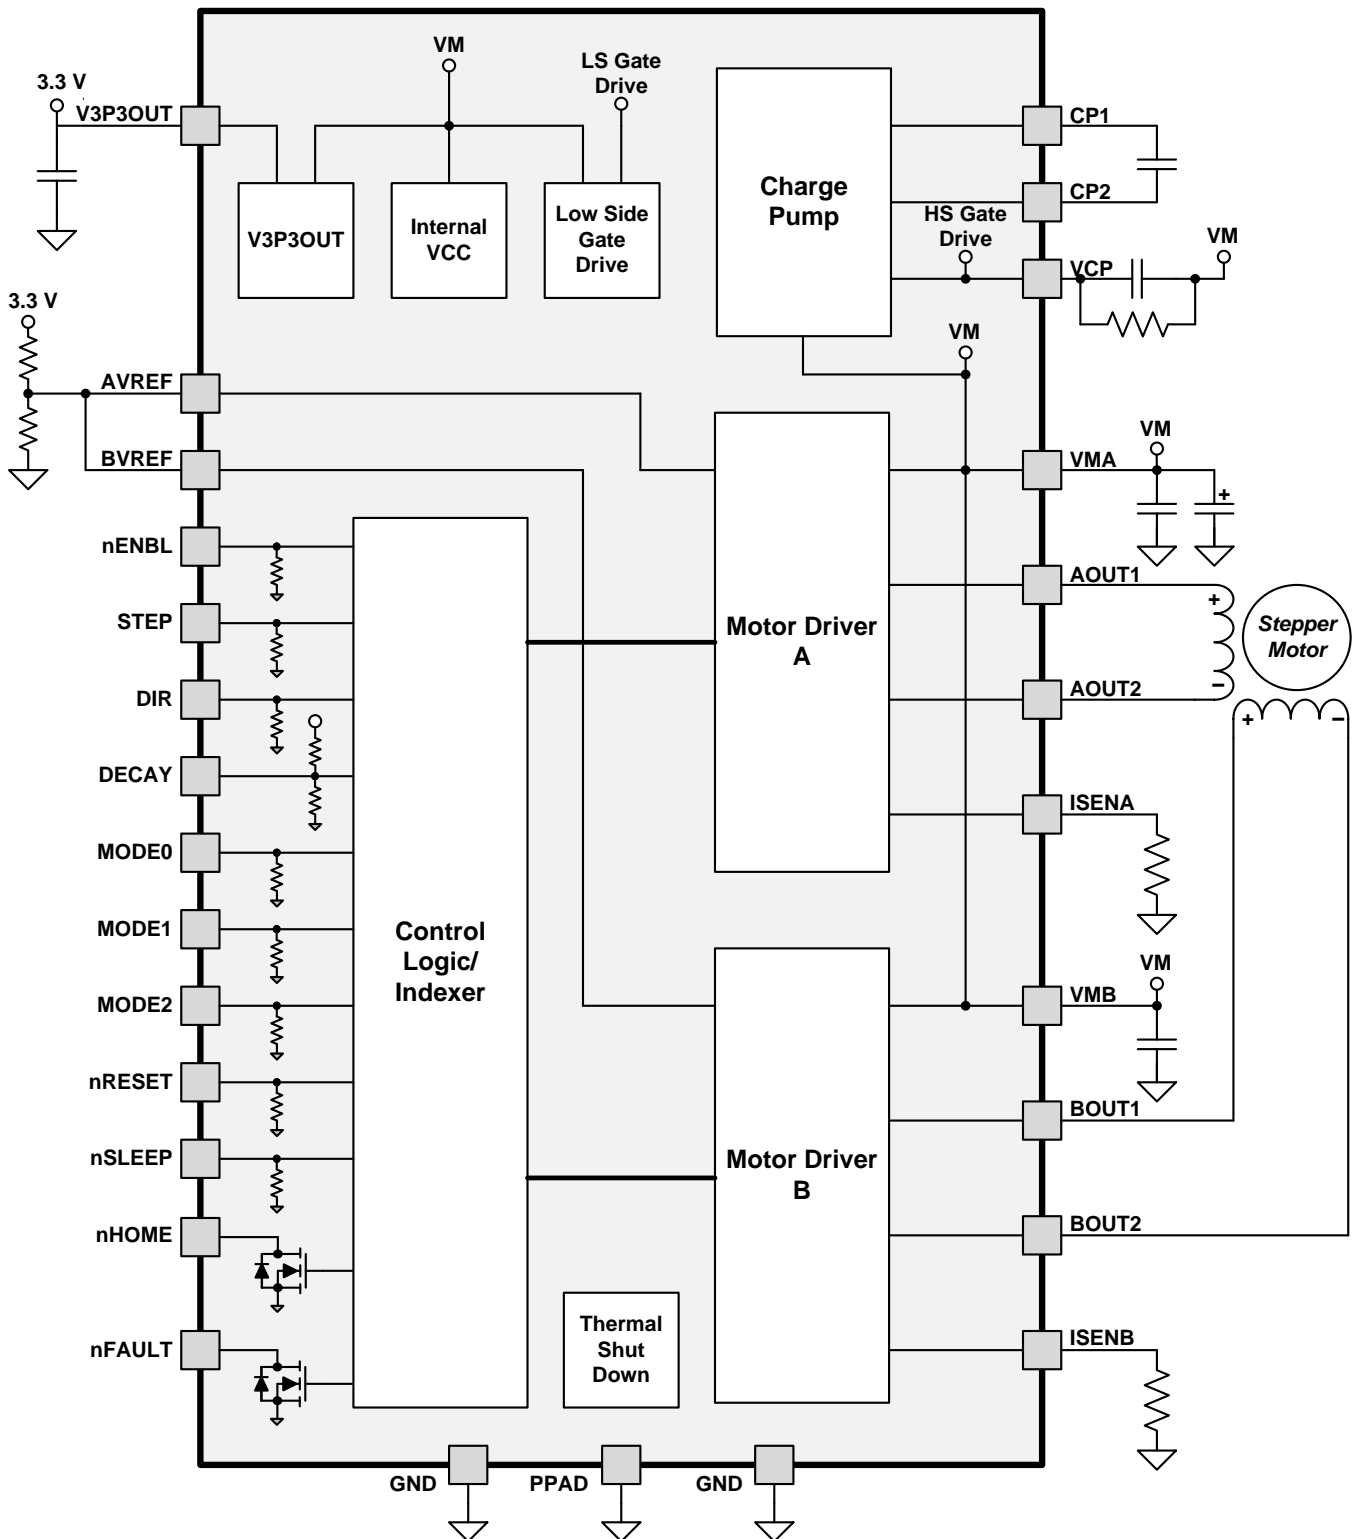 VM
LS Gate
Drive
3.3 V
V3P3OUT
CP1
Charge
Pump
CP2
V3P3OUT
Internal
VCC
Low Side
Gate
Drive
HS Gate
Drive
VM
VCP
3.3 V
VM
AVREF
BVREF
VM
VMA
nENBL
STEP
DIR
DECAY
MODE0
MODE1
MODE2
nRESET
nSLEEP
nHOME
nFAULT
Control
Logic/
Indexer
Motor Driver
A
AOUT1
+
Stepper
Motor
–
AOUT2
+
–
ISENA
VM
VMB
Motor Driver
B
BOUT1
BOUT2
Thermal
Shut
Down
ISENB
+
GND
PPAD
GND